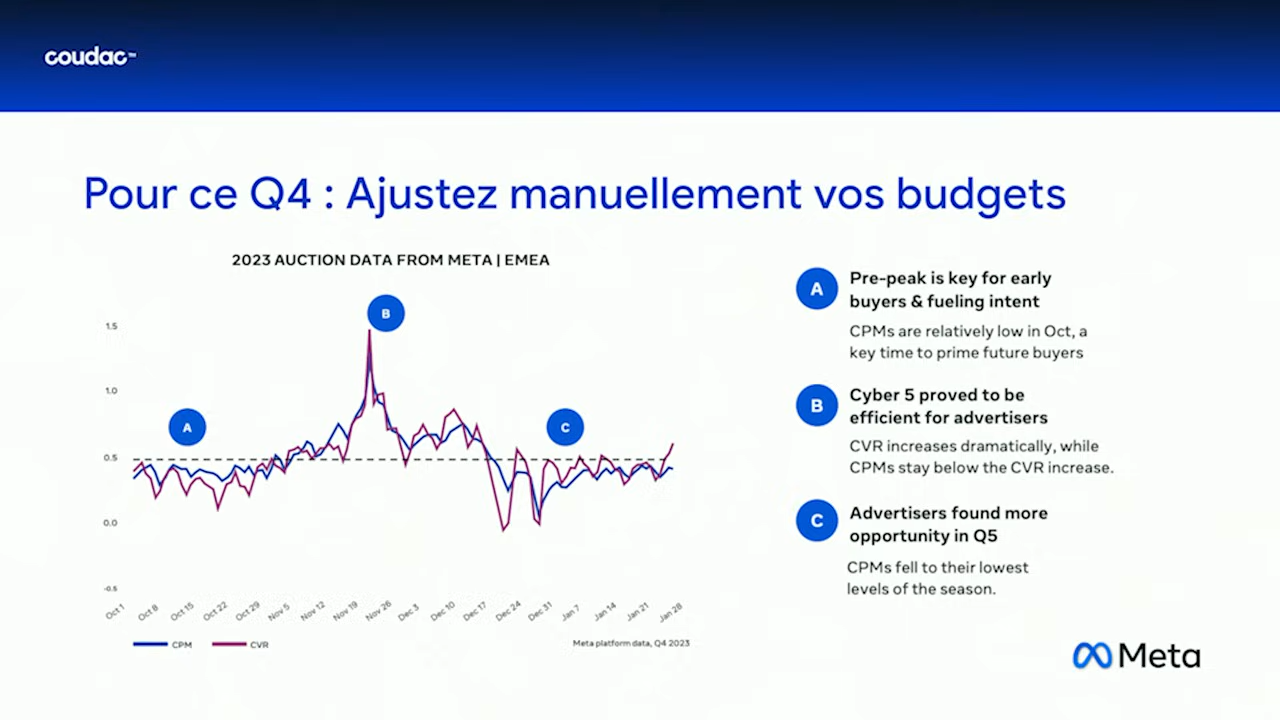 coudac™
Pour ce Q4 : Ajustez manuellement vos budgets
2023 AUCTION DATA FROM META | EMEA
1.5
1.0
0.5
0.0
-0.5
A
B
C
Oct 1
Oct 8
Oct 15
Oct 22
Oct 29
Nov 5
Nov 12
Nov 19
Nov 26
Dec 3
Dec 10
Dec 17
Dec 24
Dec 31
Jan 7
Jan 14
Jan 21
Jan 28
CPM
CVR
Meta platform data, Q4 2023
A
Pre-peak is key for early
buyers & fueling intent
CPMs are relatively low in Oct, a
key time to prime future buyers
B
Cyber 5 proved to be
efficient for advertisers
CVR increases dramatically, while
CPMs stay below the CVR increase.
C
Advertisers found more
opportunity in Q5
CPMs fell to their lowest
levels of the season.
Meta